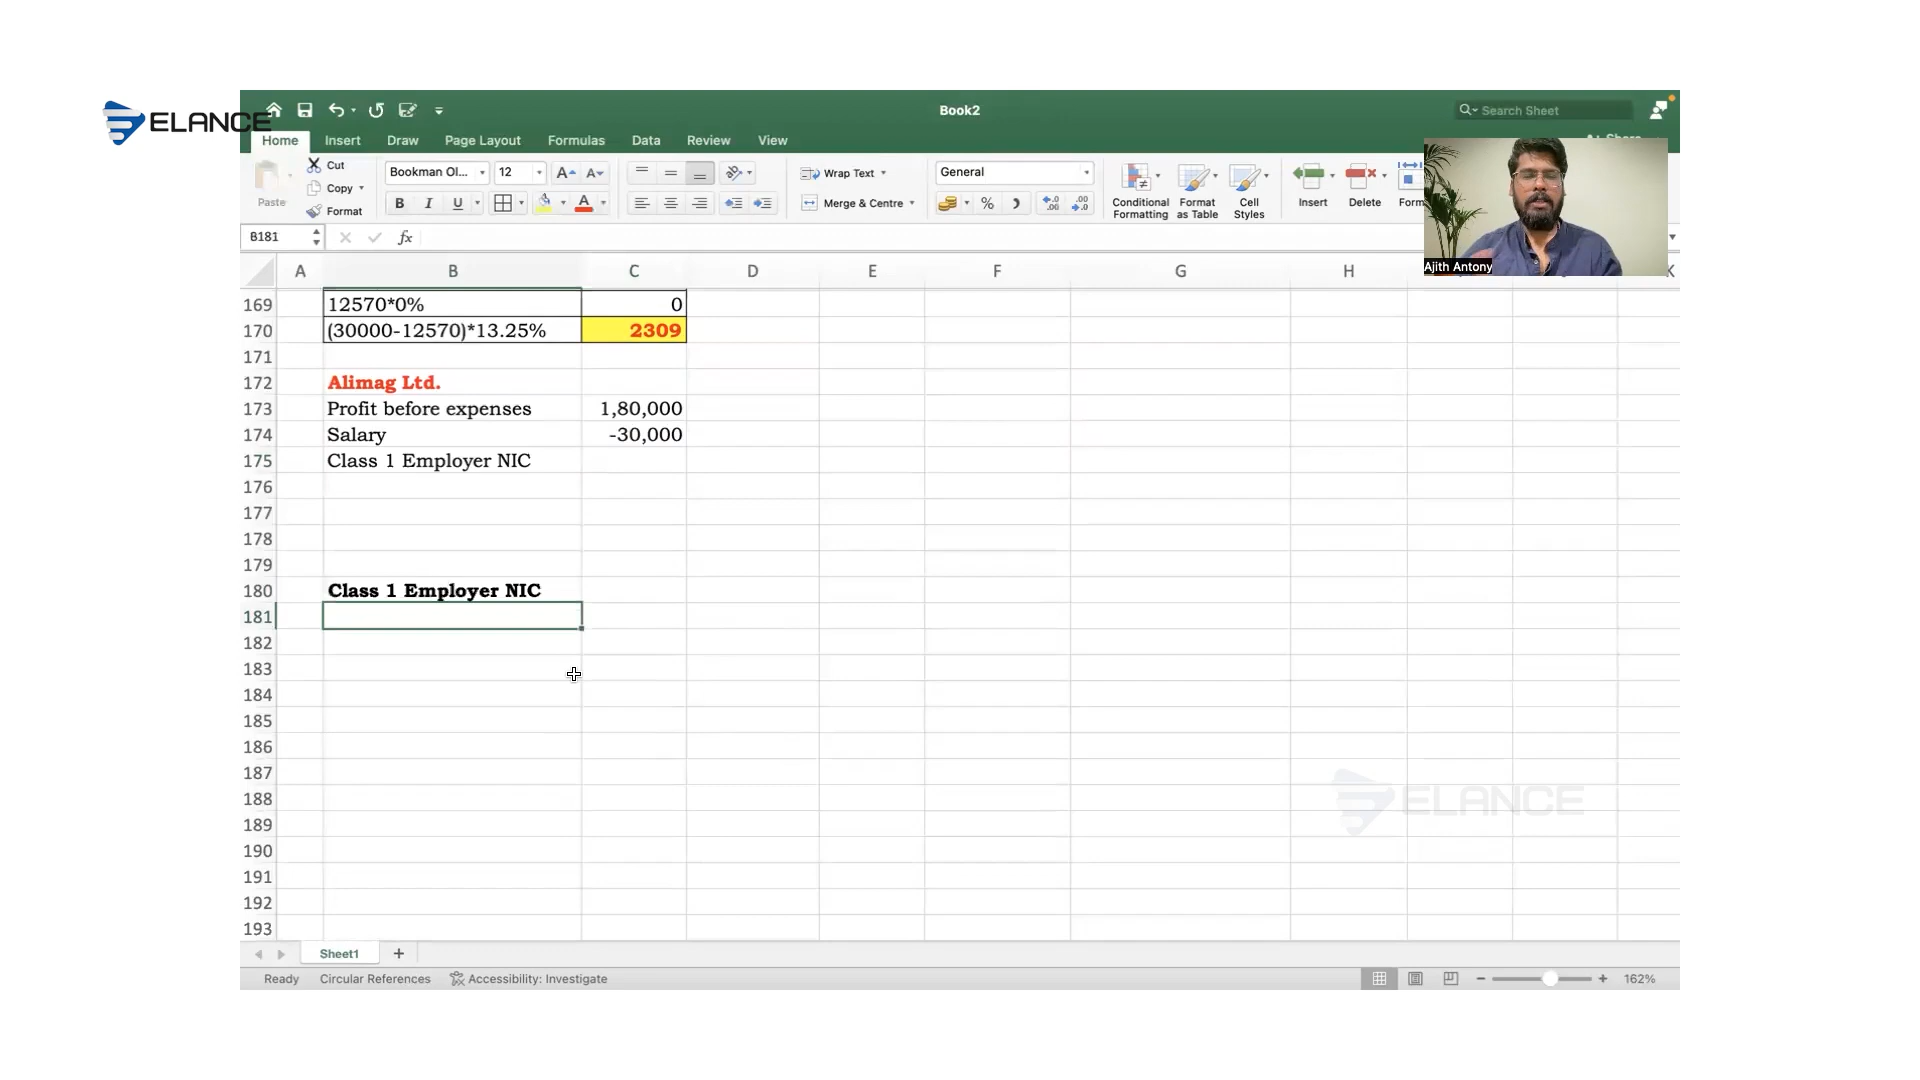 ELANCE
Book2
Search Sheet
Home Insert Draw Page Layout Formulas Data Review View
Cut
Copy
Format
Paste
Bookman Ol...
12
B I U
Wrap Text
Merge & Centre
General
Conditional Formatting
Format as Table
Cell Styles
Insert
Delete
Form
Ajith Antony
B181
fx
A B C D E F G H K
169 12570*0% 0
170 (30000-12570)*13.25% 2309
171
172 Alimag Ltd.
173 Profit before expenses 1,80,000
174 Salary -30,000
175 Class 1 Employer NIC
176
177
178
179
180 Class 1 Employer NIC
181
182
183
184
185
186
187
188
189
190
191
192
193
ELANCE
Sheet1
Ready Circular References Accessibility: Investigate 162%